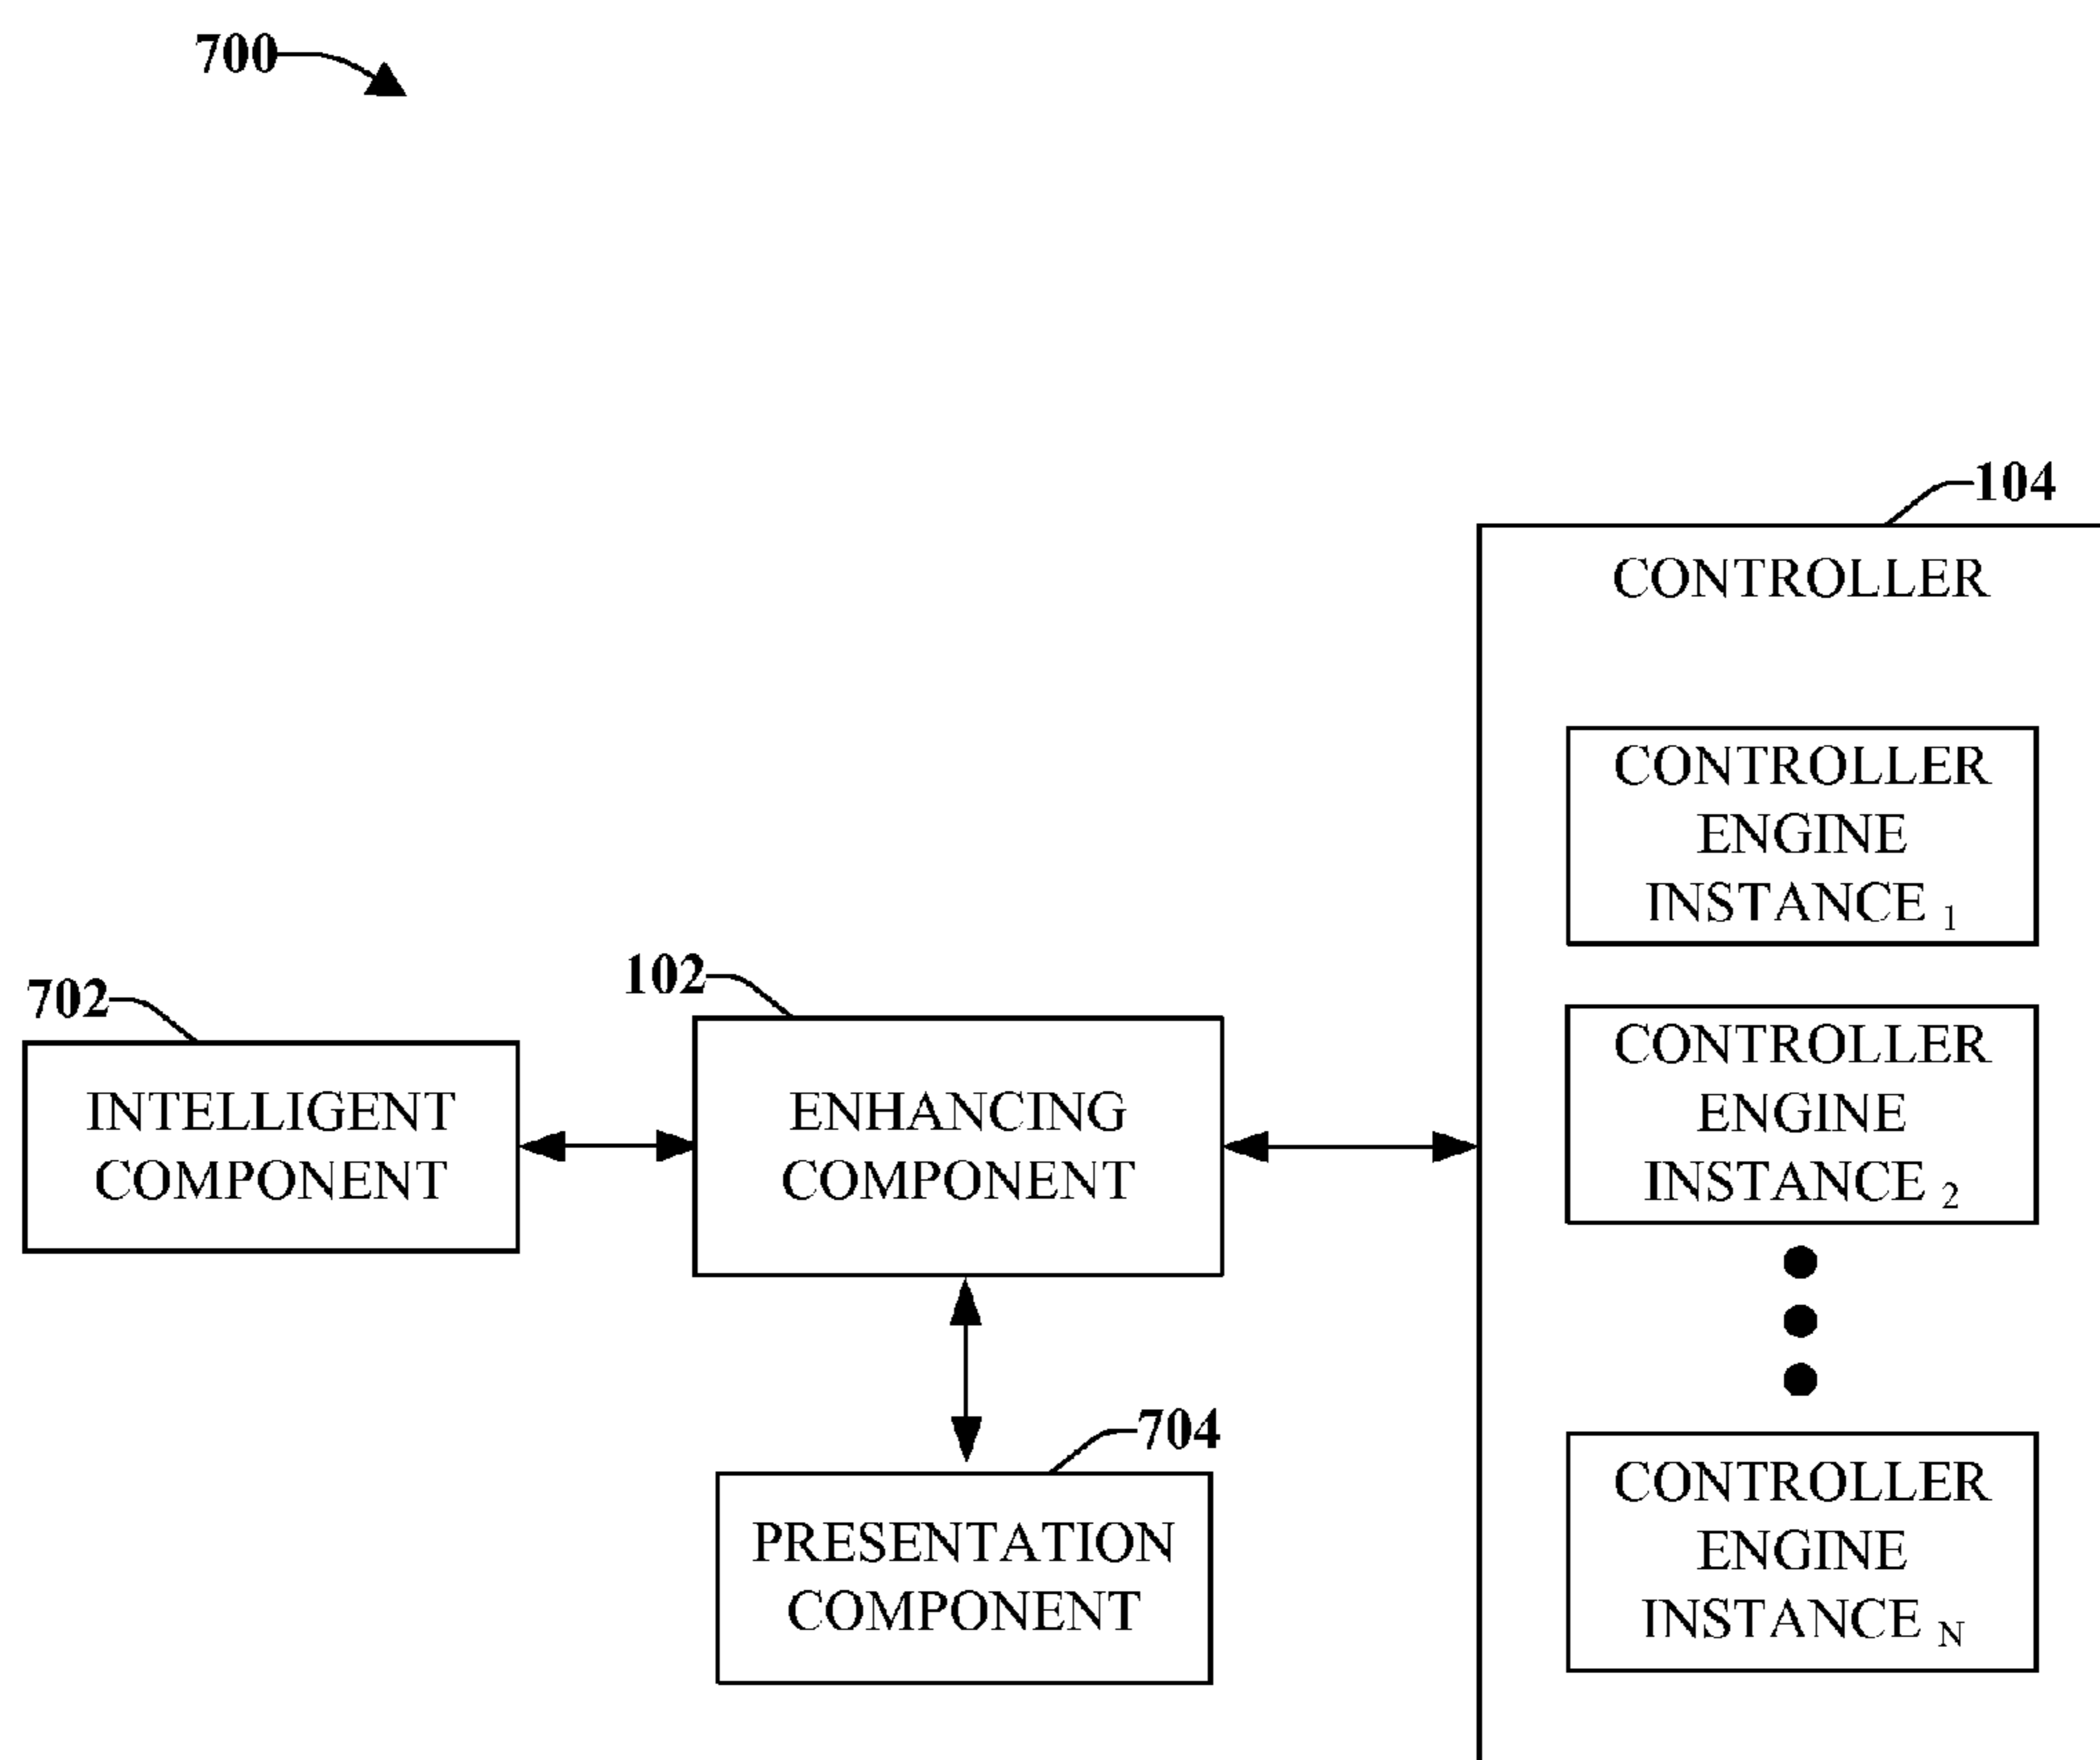 700
104
CONTROLLER
CONTROLLER
ENGINE
INSTANCE 1
702
102
CONTROLLER
ENGINE
INSTANCE 2
INTELLIGENT
COMPONENT
ENHANCING
COMPONENT
704
PRESENTATION
COMPONENT
CONTROLLER
ENGINE
INSTANCE N